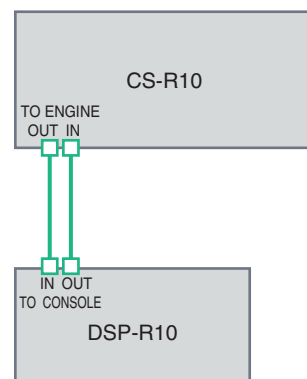 CS-R10
TO ENGINE
OUT IN
IN OUT
TO CONSOLE
DSP-R10